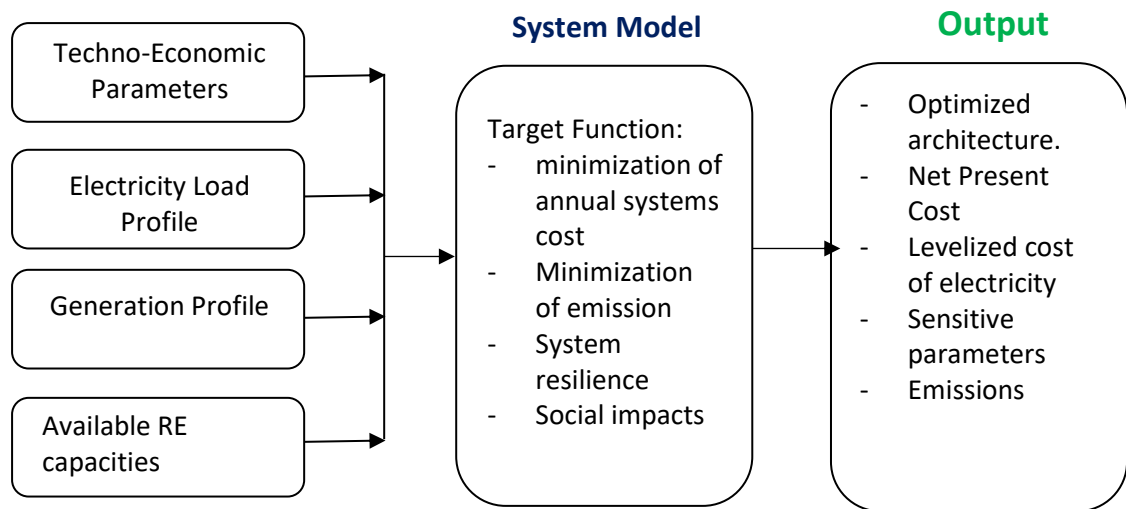 Techno-Economic
Parameters
Electricity Load
Profile
Generation Profile
Available RE
capacities
System Model
Target Function:
- minimization of
annual systems
cost
- Minimization
of emission
- System
resilience
- Social impacts
Output
- Optimized
architecture.
- Net Present
Cost
- Levelized cost
of electricity
- Sensitive
parameters
- Emissions